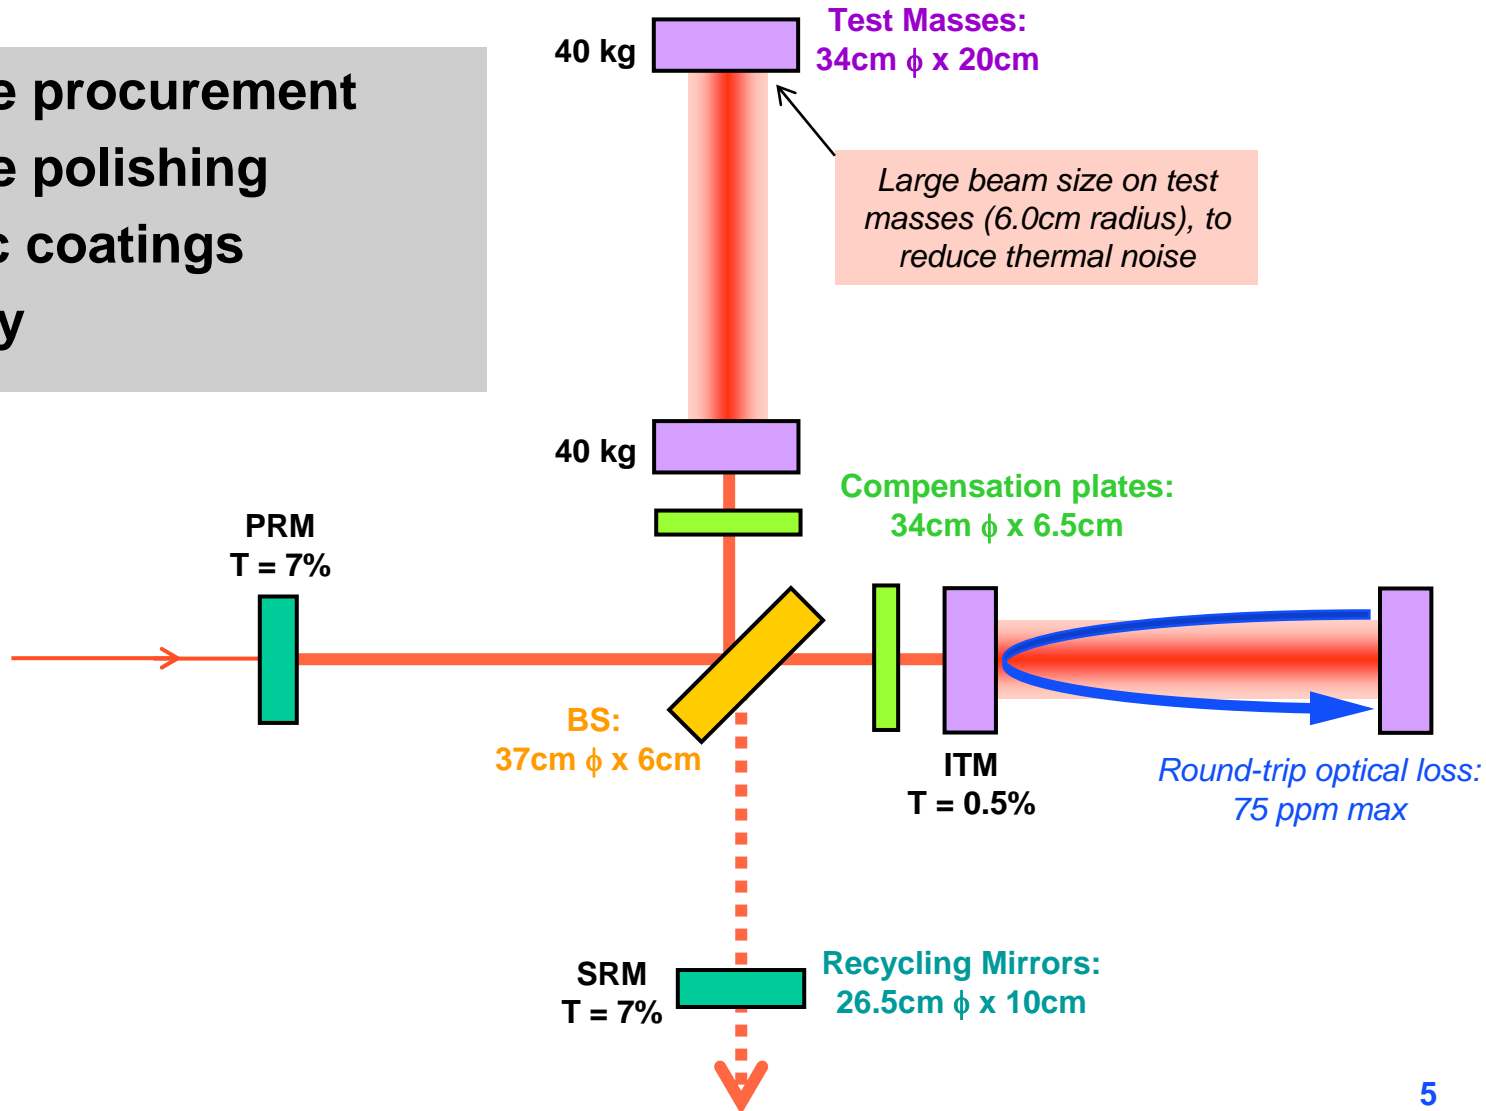 e procurement
e polishing
c coatings
y
40 kg
Test Masses:
34cm ϕ x 20cm
Large beam size on test
masses (6.0cm radius), to
reduce thermal noise
40 kg
Compensation plates:
34cm ϕ x 6.5cm
PRM
T = 7%
BS:
37cm ϕ x 6cm
ITM
T = 0.5%
Round-trip optical loss:
75 ppm max
SRM
T = 7%
Recycling Mirrors:
26.5cm ϕ x 10cm
5